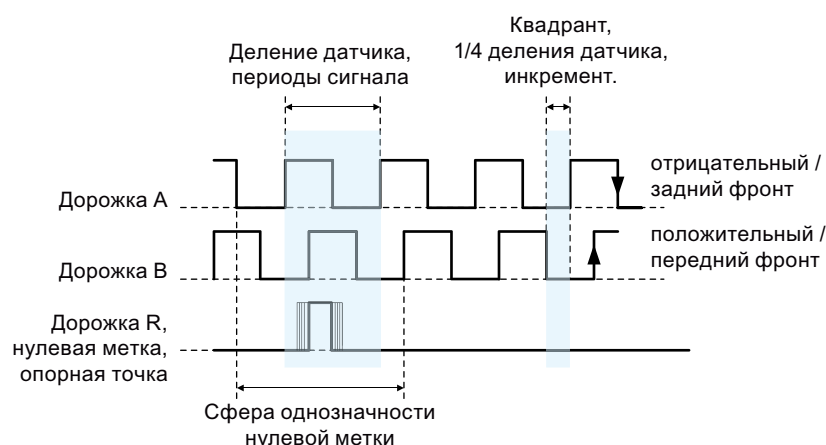 Деление датчика,
периоды сигнала
Квадрант,
1/4 деления датчика,
инкремент.
Дорожка A
отрицательный /
задний фронт
Дорожка B
положительный /
передний фронт
Дорожка R,
нулевая метка,
опорная точка
Сфера однозначности
нулевой метки